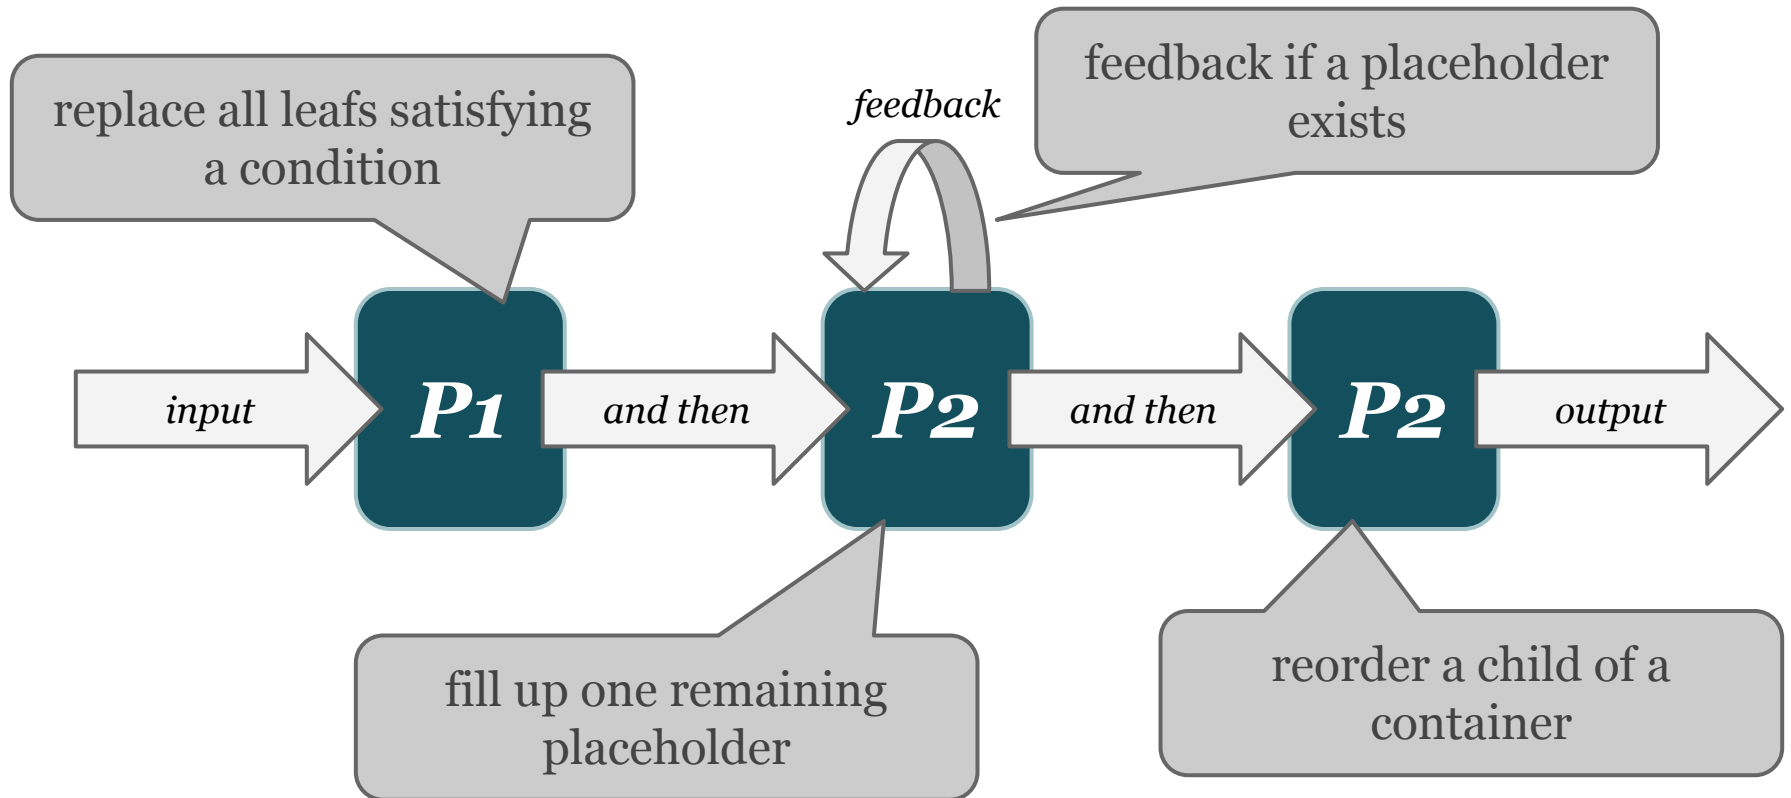 replace all leafs satisfying
a condition
feedback
feedback if a placeholder
exists
input
P1
and then
P2
and then
P2
output
fill up one remaining
placeholder
reorder a child of a
container